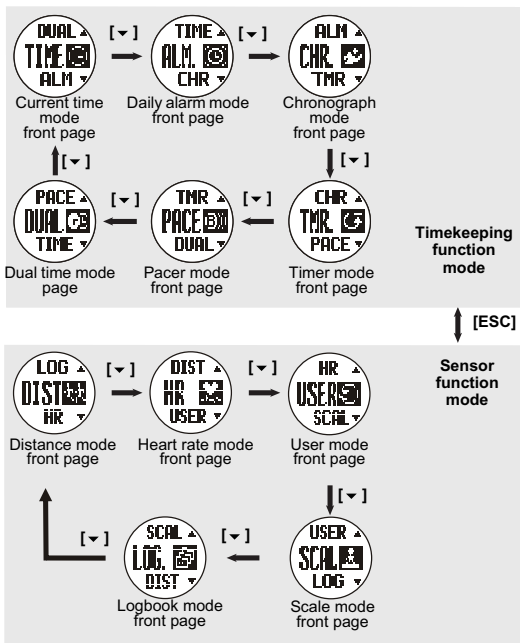 DUAL ▲
TIME
ALM ▼
Current time
mode
front page
[▼]
TIME ▲
ALM.
CHR ▼
Daily alarm mode
front page
[▼]
ALM ▲
CHR.
TMR ▼
Chronograph
mode
front page
[▼]
CHR ▲
TMR.
PACE ▼
Timer mode
front page
[▼]
TMR ▲
PACE
DUAL ▼
Pacer mode
front page
[▼]
PACE ▲
DUAL
TIME ▼
Dual time mode
page
[▼]
Timekeeping
function
mode
[ESC]
Sensor
function
mode
LOG ▲
DIST
HR ▼
Distance mode
front page
[▼]
DIST ▲
HR
USER ▼
Heart rate mode
front page
[▼]
HR ▲
USER
SCAL ▼
User mode
front page
[▼]
USER ▲
SCAL
LOG ▼
Scale mode
front page
[▼]
SCAL ▲
LOG.
DIST ▼
Logbook mode
front page
[▼]